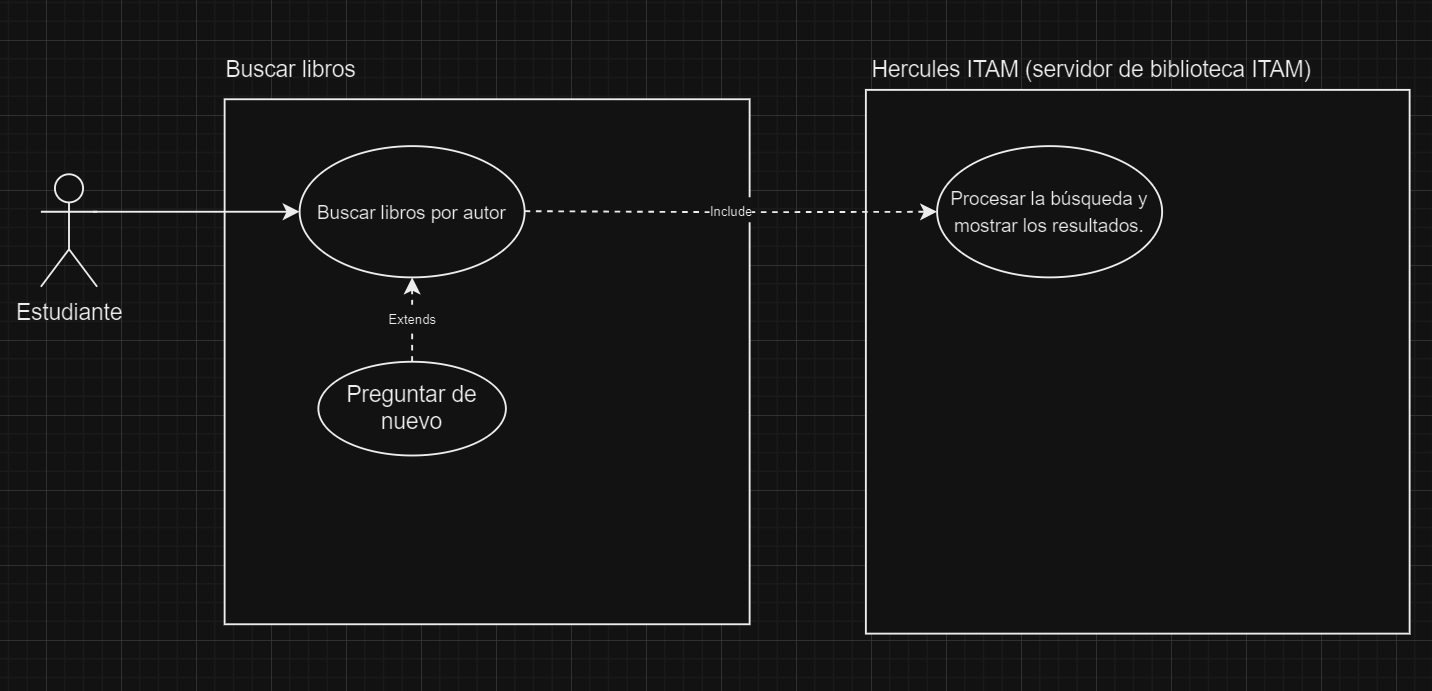 Buscar libros
Hercules ITAM (servidor de biblioteca ITAM)
Estudiante
Buscar libros por autor
Include
Procesar la búsqueda y
mostrar los resultados.
Extends
Preguntar de
nuevo